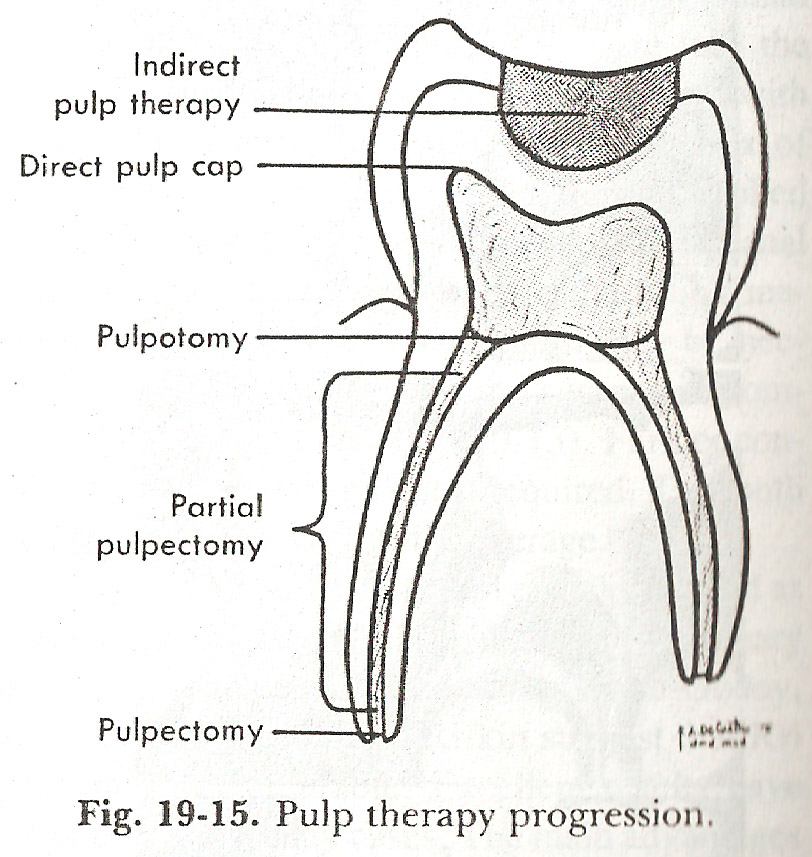 Indirect
pulp therapy
Direct pulp cap
Pulpotomy
Partial
pulpectomy
Pulpectomy
Fig. 19-15. Pulp therapy progression.